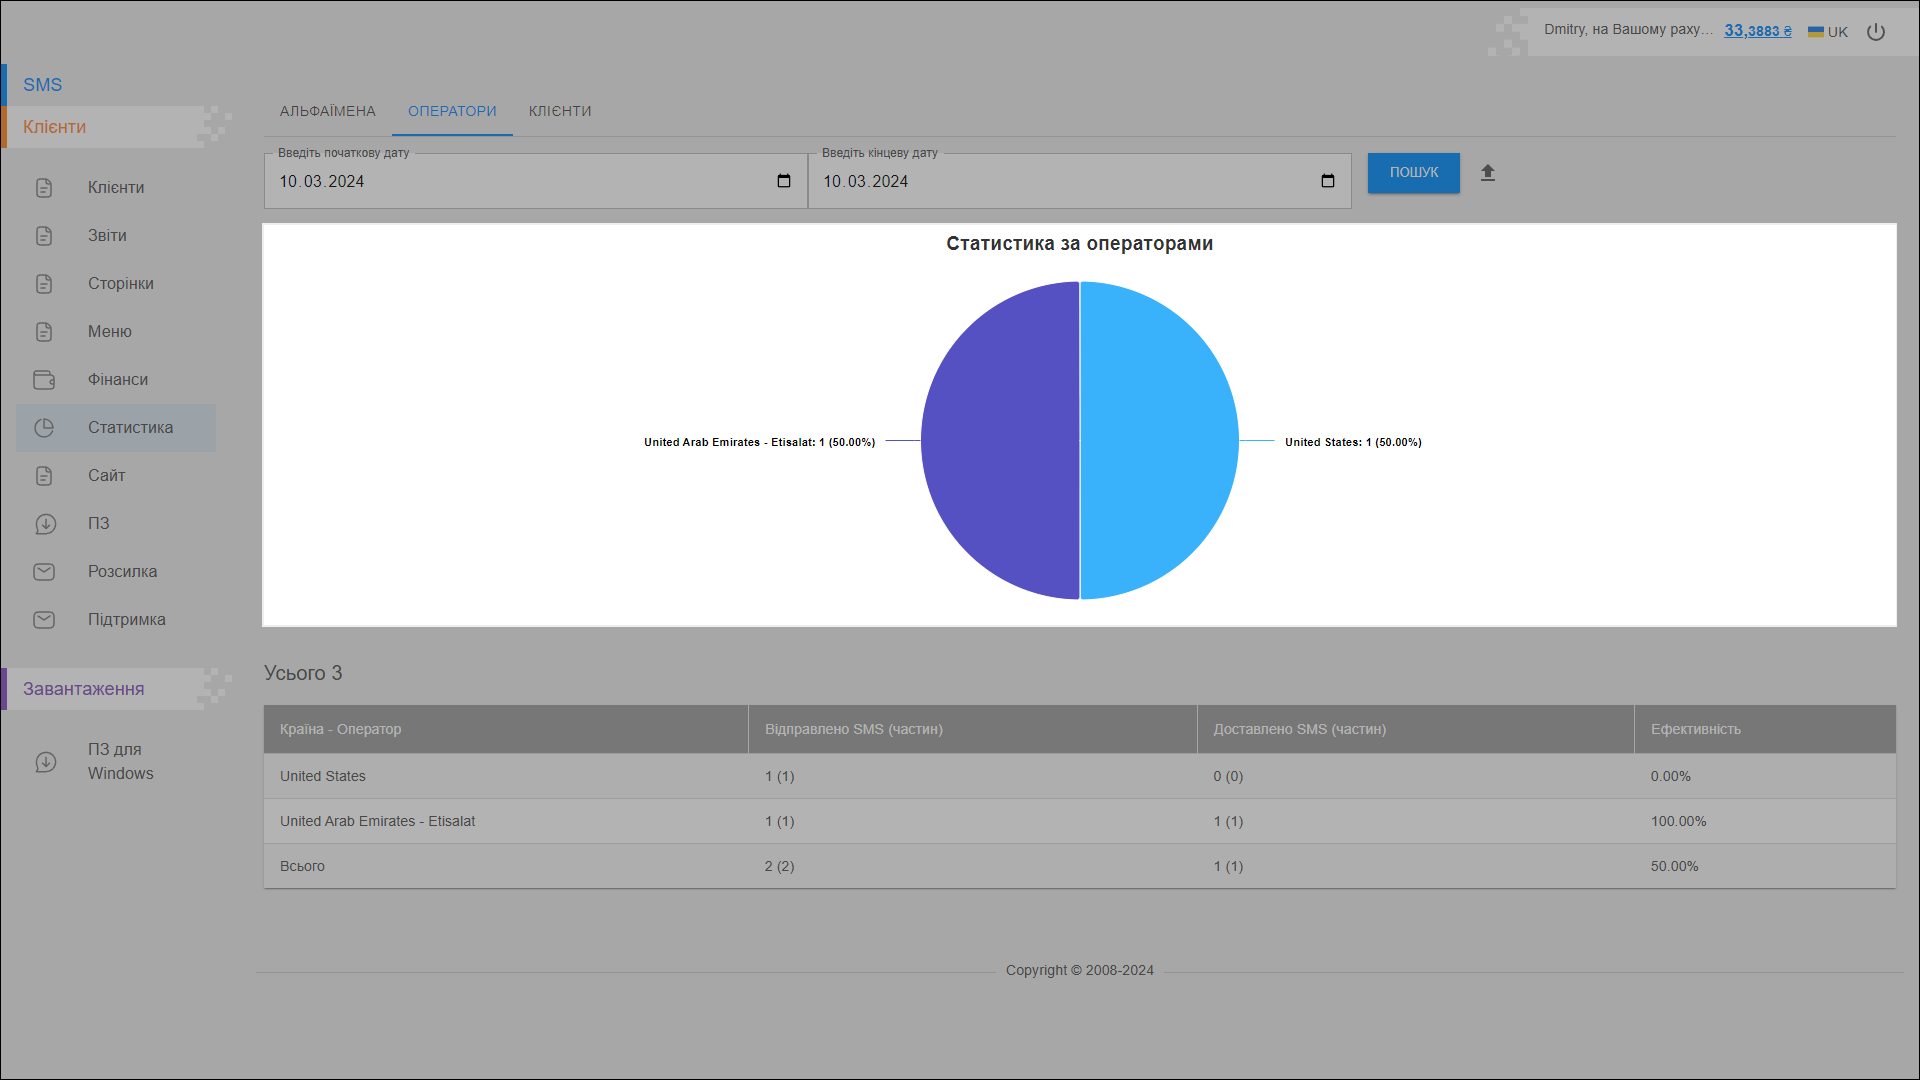 Dmitry, на Вашому раху... 33,3883 ₴ UK
SMS
Клієнти
Клієнти
Звіти
Сторінки
Меню
Фінанси
Статистика
Сайт
ПЗ
Розсилка
Підтримка
Завантаження
ПЗ для
Windows
АЛЬФАІМЕНА ОПЕРАТОРИ КЛІЄНТИ
Введіть початкову дату
10.03.2024
Введіть кінцеву дату
10.03.2024
ПОШУК
Статистика за операторами
United Arab Emirates - Etisalat: 1 (50.00%)
United States: 1 (50.00%)
Усього 3
Країна - Оператор Відправлено SMS (частин) Доставлено SMS (частин) Ефективність
United States 1 (1) 0 (0) 0.00%
United Arab Emirates - Etisalat 1 (1) 1 (1) 100.00%
Всього 2 (2) 1 (1) 50.00%
Copyright © 2008-2024